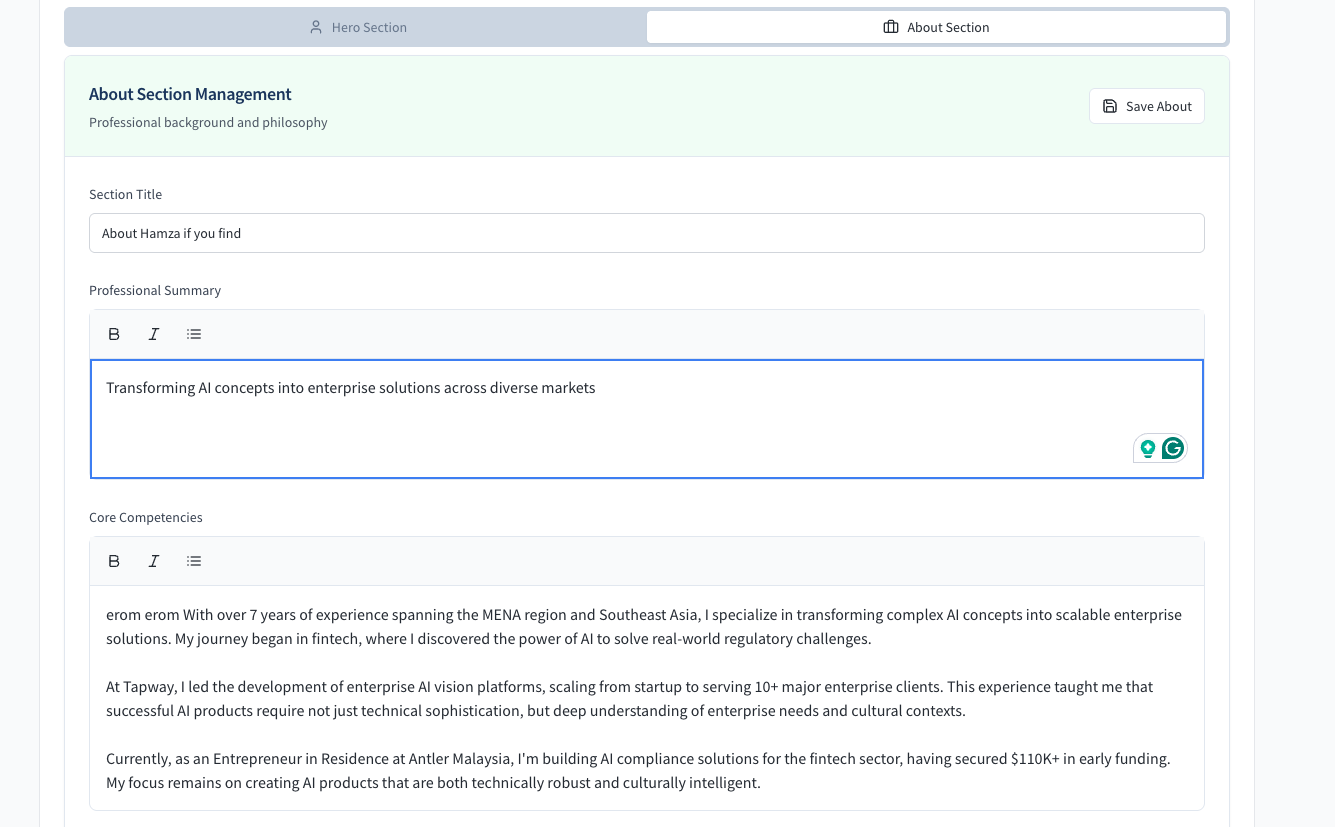 Hero Section
About Section
About Section Management
Professional background and philosophy
Save About
Section Title
About Hamza if you find
Professional Summary
B I
Transforming AI concepts into enterprise solutions across diverse markets
G
Core Competencies
B I
erom erom With over 7 years of experience spanning the MENA region and Southeast Asia, I specialize in transforming complex AI concepts into scalable enterprise
solutions. My journey began in fintech, where I discovered the power of AI to solve real-world regulatory challenges.
At Tapway, I led the development of enterprise AI vision platforms, scaling from startup to serving 10+ major enterprise clients. This experience taught me that
successful AI products require not just technical sophistication, but deep understanding of enterprise needs and cultural contexts.
Currently, as an Entrepreneur in Residence at Antler Malaysia, I'm building AI compliance solutions for the fintech sector, having secured $110K+ in early funding.
My focus remains on creating AI products that are both technically robust and culturally intelligent.